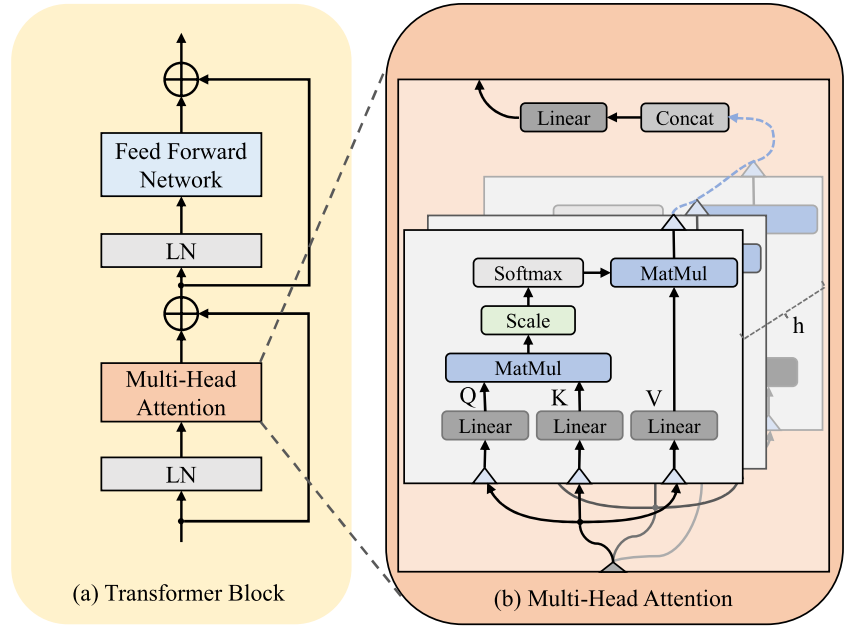 Feed Forward
Network
LN
Multi-Head
Attention
LN
(a) Transformer Block
Linear
Concat
Softmax
MatMul
Scale
MatMul
h
Q
K
V
Linear
Linear
Linear
(b) Multi-Head Attention